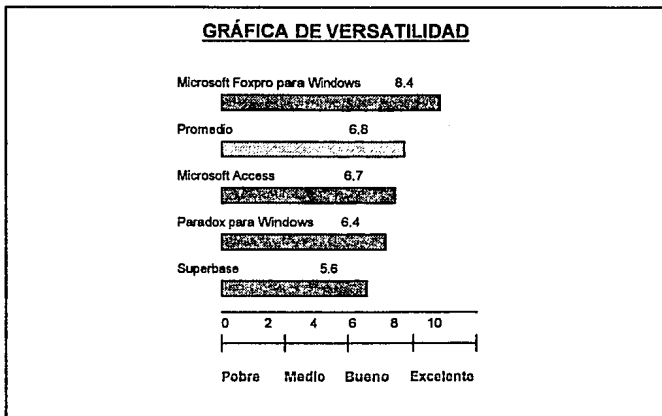 GRÁFICA DE VERSATILIDAD
Microsoft Foxpro para Windows 8.4
Promedio 6.8
Microsoft Access 6.7
Paradox para Windows 6.4
Superbase 5.6
0 2 4 6 8 10
Pobre Medio Bueno Excelente